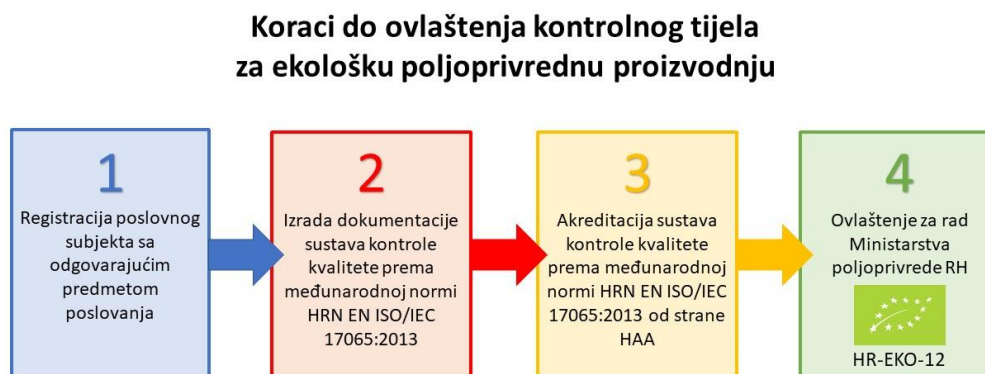 Koraci do ovlaštenja kontrolnog tijela
za ekološku poljoprivrednu proizvodnju
1
Registracija poslovnog
subjekta sa
odgovarajućim
predmetom
poslovanja
2
Izrada dokumentacije
sustava kontrole
kvalitete prema
međunarodnoj normi
HRN EN ISO/IEC
17065:2013
3
Akreditacija sustava
kontrole kvalitete
prema međunarodnoj
normi HRN EN ISO/IEC
17065:2013 od strane
HAA
4
Ovlaštenje za rad
Ministarstva
poljoprivrede RH
HR-EKO-12